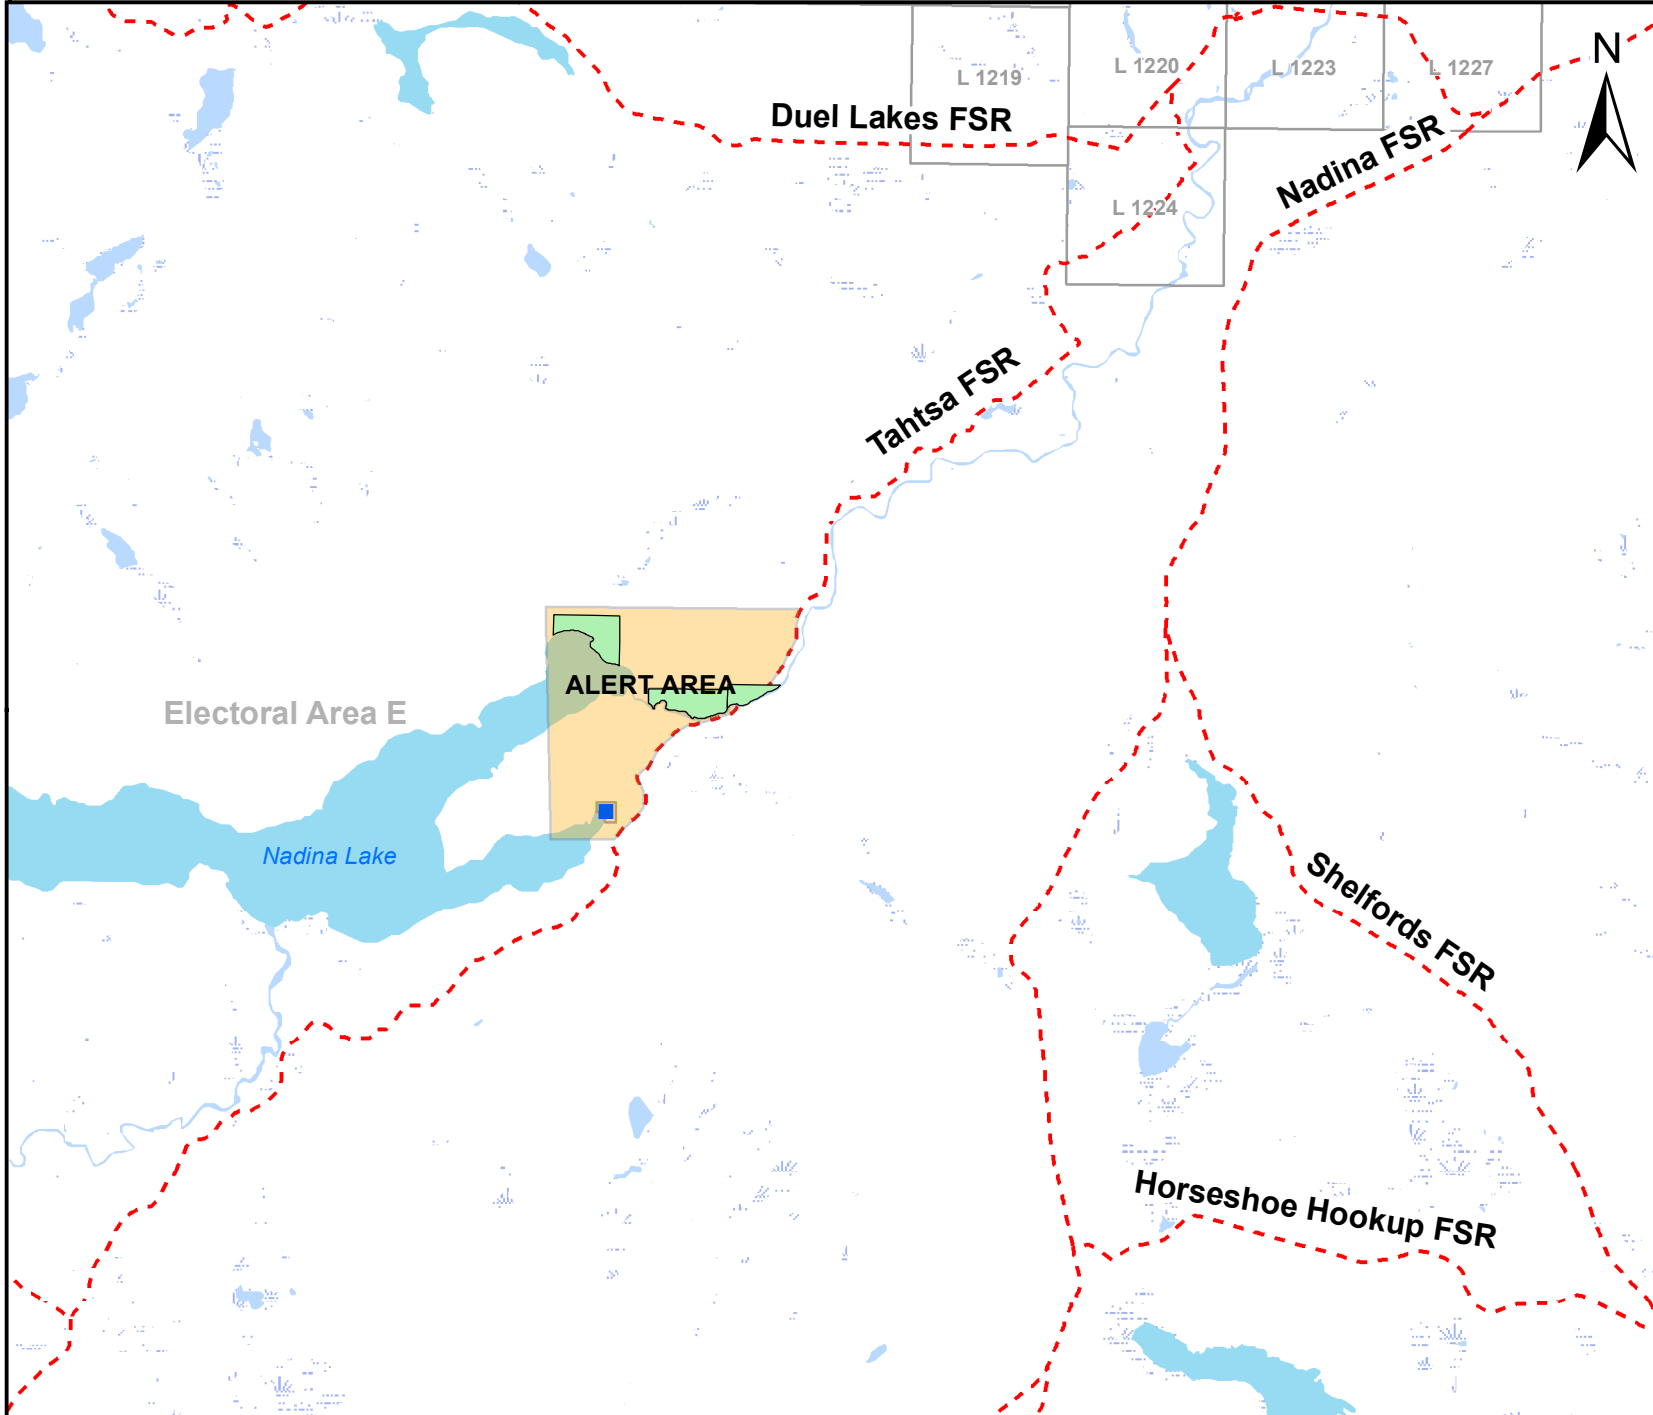 N
L 1219
L 1220
L 1223
L 1227
Duel Lakes FSR
Nadina FSR
L 1224
Tahtsa FSR
ALERT AREA
Electoral Area E
Nadina Lake
Shelfords FSR
Horseshoe Hookup FSR